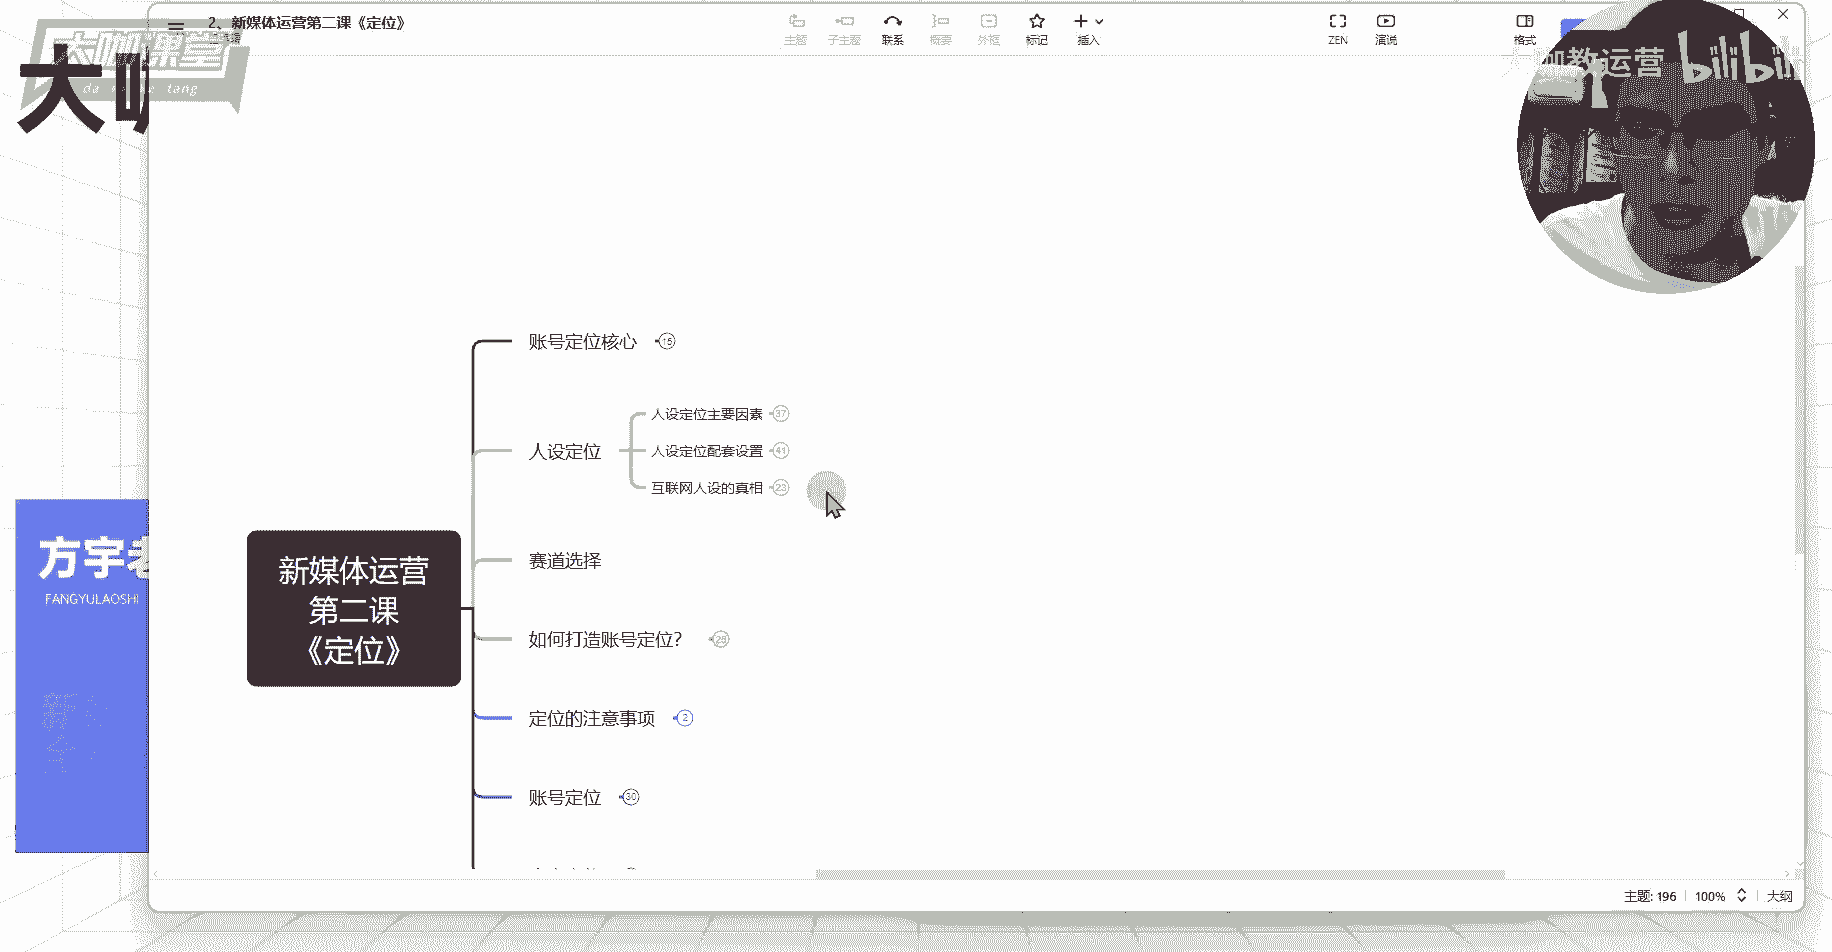 2、新媒体运营第二课《定位》
主题
子主题
联系
概要
外框
标记
插入
ZEN
演说
格式
大咖课堂
da ka ke tang
大咖
大咖教运营
bilibili
账号定位核心
15
人设定位
人设定位主要因素
37
人设定位配套设置
41
互联网人设的真相
23
赛道选择
新媒体运营
第二课
《定位》
如何打造账号定位？
25
定位的注意事项
2
账号定位
30
方宇老
FANGYULAOSHI
主题: 196
100%
大纲